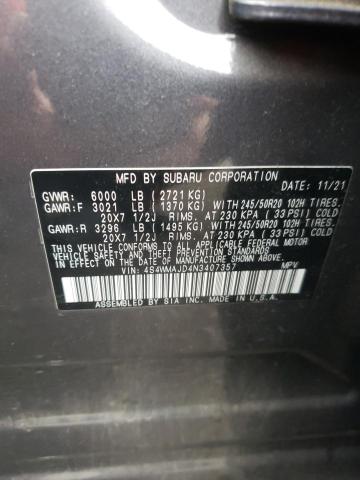 MFD BY SUBARU CORPORATION DATE: 11/21
GVWR: 6000 LB (2721 KG)
GAWR:F 3021 LB (1370 KG) WITH 245/50R20 102H TIRES,
20X7 1/2J RIMS, AT 230 KPA (33 PSI) COLD
GAWR:R 3296 LB (1495 KG) WITH 245/50R20 102H TIRES,
20X7 1/2J RIMS, AT 230 KPA (33 PSI) COLD
THIS VEHICLE CONFORMS TO ALL APPLICABLE FEDERAL MOTOR
VEHICLE SAFETY AND THEFT PREVENTION STANDARDS IN EFFECT
ON THE DATE OF MANUFACTURE SHOWN ABOVE.
VIN: 4S4WMAJD4N3407357 MPV
ASSEMBLED BY SIA INC. IN U.S.A.